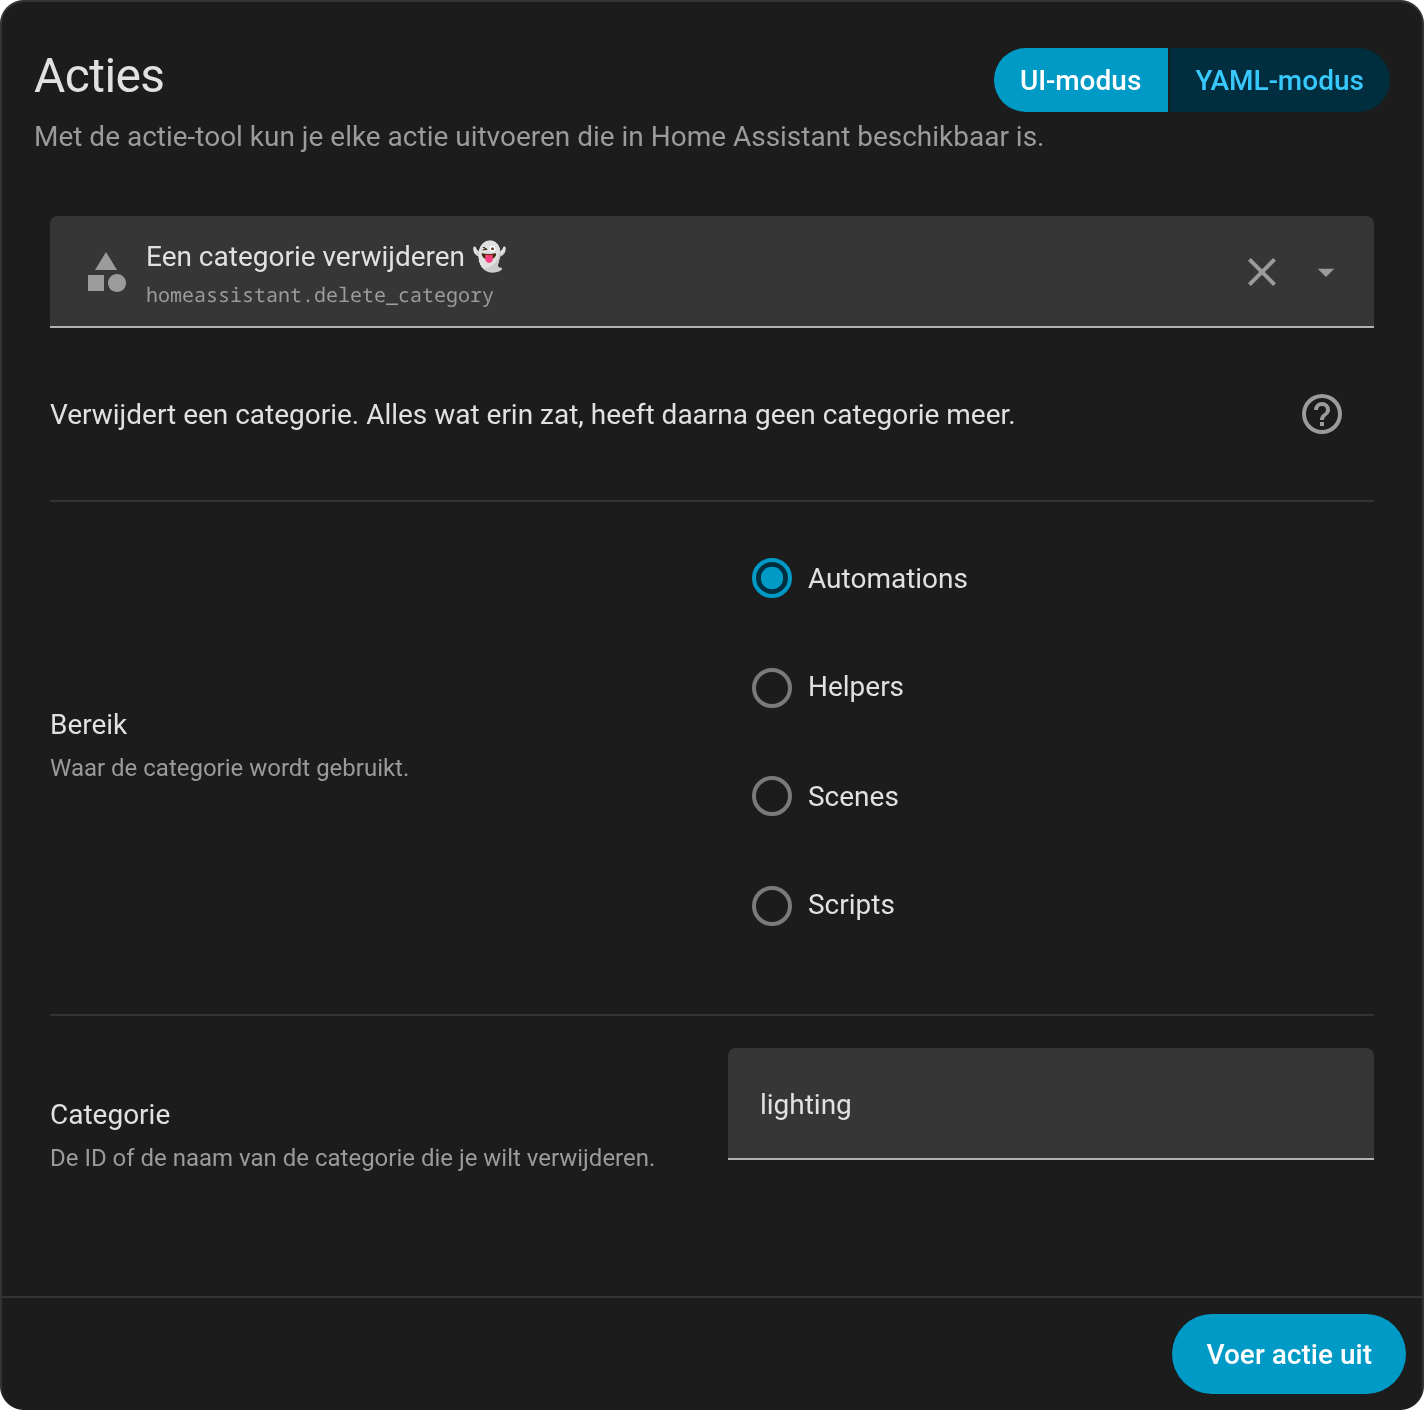 Acties
UI-modus
YAML-modus
Met de actie-tool kun je elke actie uitvoeren die in Home Assistant beschikbaar is.
Een categorie verwijderen 👻
homeassistant.delete_category
Verwijdert een categorie. Alles wat erin zat, heeft daarna geen categorie meer.
Automations
Helpers
Bereik
Waar de categorie wordt gebruikt.
Scenes
Scripts
Categorie
De ID of de naam van de categorie die je wilt verwijderen.
lighting
Voer actie uit